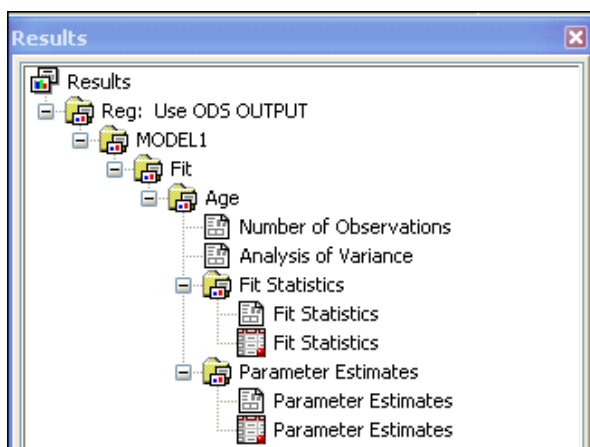 Results
Results
Reg: Use ODS OUTPUT
MODEL1
Fit
Age
Number of Observations
Analysis of Variance
Fit Statistics
Fit Statistics
Fit Statistics
Parameter Estimates
Parameter Estimates
Parameter Estimates